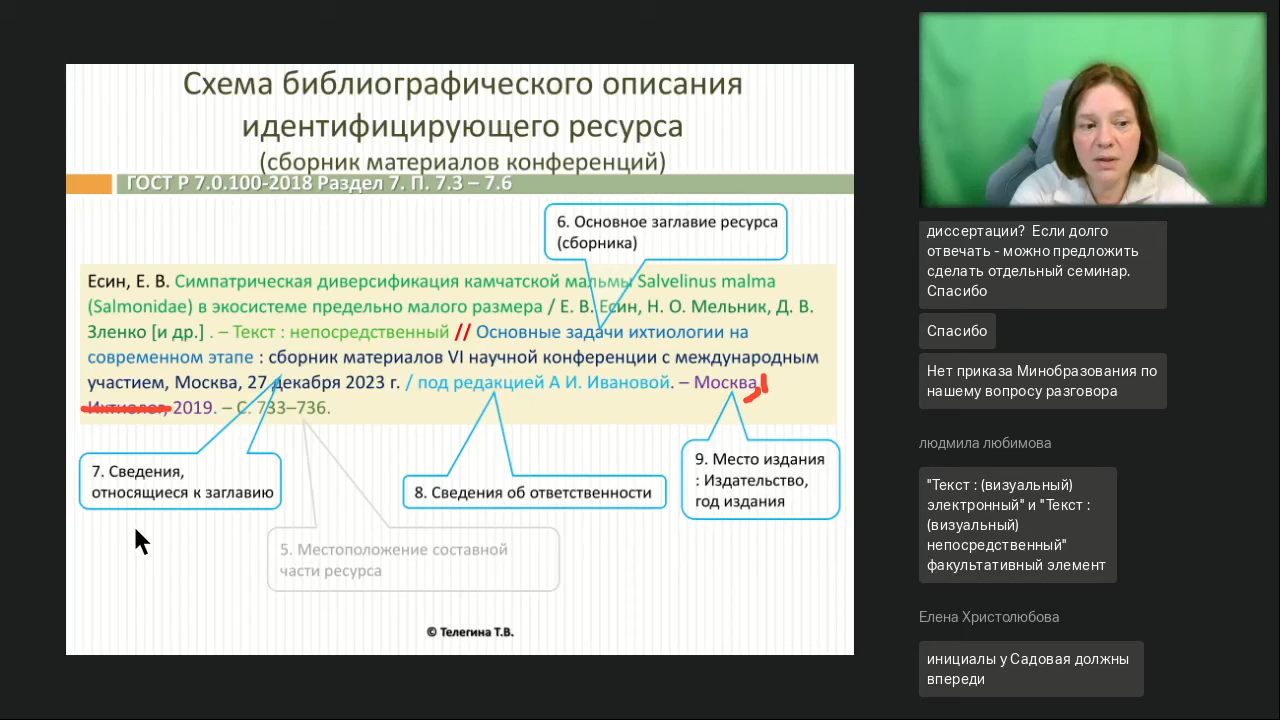 Схема библиографического описания
идентифицирующего ресурса
(сборник материалов конференций)
ГОСТ Р 7.0.100-2018 Раздел 7. П. 7.3 – 7.6
6. Основное заглавие ресурса
(сборника)
Есин, Е. В. Симпатрическая диверсификация камчатской мальмы Salvelinus malma
(Salmonidae) в экосистеме предельно малого размера / Е. В. Есин, Н. О. Мельник, Д. В.
Зленко [и др.] . – Текст : непосредственный // Основные задачи ихтиологии на
современном этапе : сборник материалов VI научной конференции с международным
участием, Москва, 27 декабря 2023 г. / под редакцией А И. Ивановой. – Москва,
Ихтиолог, 2019. – С. 733–736.
7. Сведения,
относящиеся к заглавию
8. Сведения об ответственности
9. Место издания
: Издательство,
год издания
5. Местоположение составной
части ресурса
© Телегина Т.В.
диссертации? Если долго
отвечать - можно предложить
сделать отдельный семинар.
Спасибо
Спасибо
Нет приказа Минобразования по
нашему вопросу разговора
людмила любимова
"Текст : (визуальный)
электронный" и "Текст :
(визуальный)
непосредственный"
факультативный элемент
Елена Христолюбова
инициалы у Садовая должны
впереди